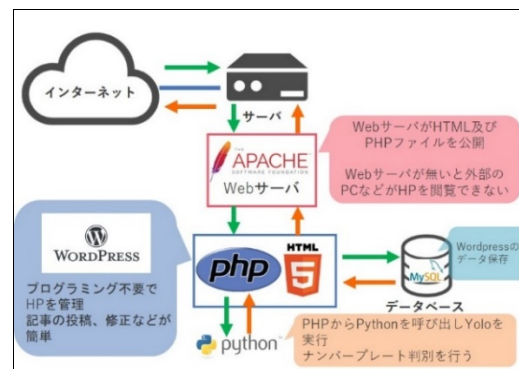 インターネット
サーバ
THE
APACHE
SOFTWARE FOUNDATION
Webサーバ
WebサーバがHTML及び
PHPファイルを公開
Webサーバが無いと外部の
PCなどがHPを閲覧できない
WORDPRESS
プログラミング不要で
HPを管理
記事の投稿、修正などが
簡単
php
HTML
5
MySQL
データベース
Wordpressの
データ保存
python
PHPからPythonを呼び出しYoloを
実行
ナンバープレート判別を行う